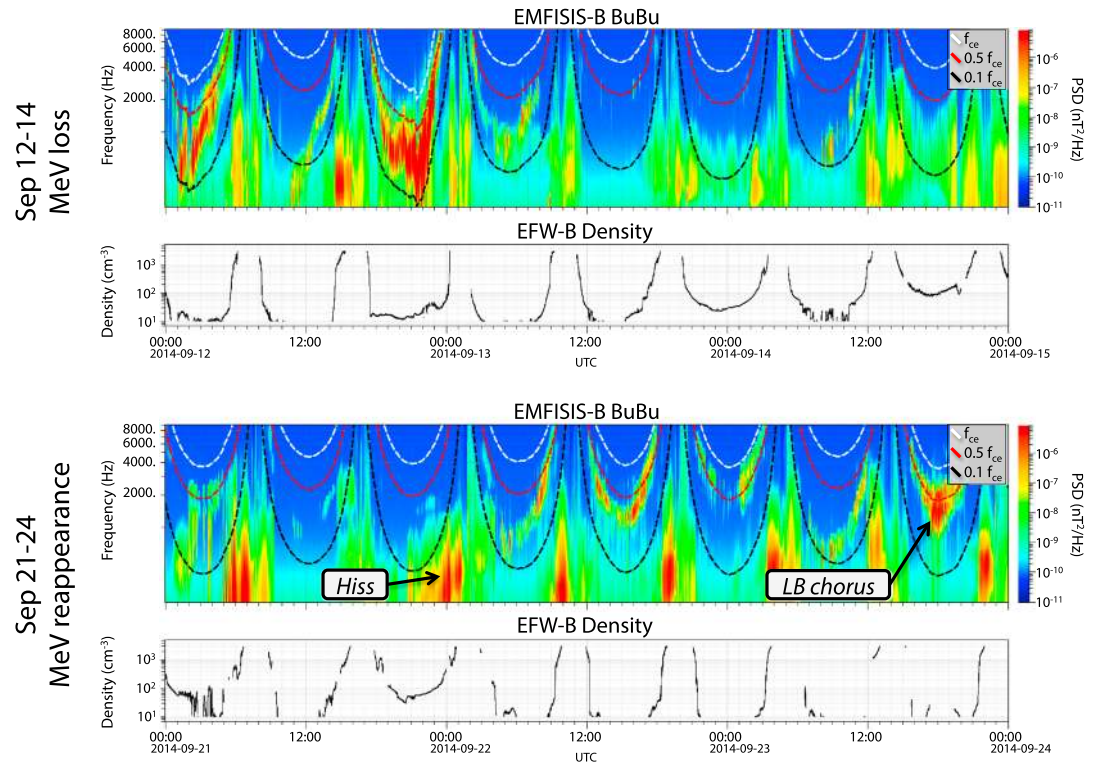 EMFISIS-B BuBu
Sep 12-14
MeV loss
Frequency (Hz)
8000.
6000.
4000.
2000.
f_ce
0.5 f_ce
0.1 f_ce
10⁻⁶
10⁻⁷
10⁻⁸
10⁻⁹
10⁻¹⁰
10⁻¹¹
PSD (nT²/Hz)
EFW-B Density
Density (cm⁻³)
10³
10²
10¹
00:00 12:00 00:00 12:00 00:00 12:00 00:00
2014-09-12 2014-09-13 2014-09-14 2014-09-15
UTC
EMFISIS-B BuBu
Sep 21-24
MeV reappearance
Frequency (Hz)
8000.
6000.
4000.
2000.
f_ce
0.5 f_ce
0.1 f_ce
Hiss
LB chorus
10⁻⁶
10⁻⁷
10⁻⁸
10⁻⁹
10⁻¹⁰
10⁻¹¹
PSD (nT²/Hz)
EFW-B Density
Density (cm⁻³)
10³
10²
10¹
00:00 12:00 00:00 12:00 00:00 12:00 00:00
2014-09-21 2014-09-22 2014-09-23 2014-09-24
UTC